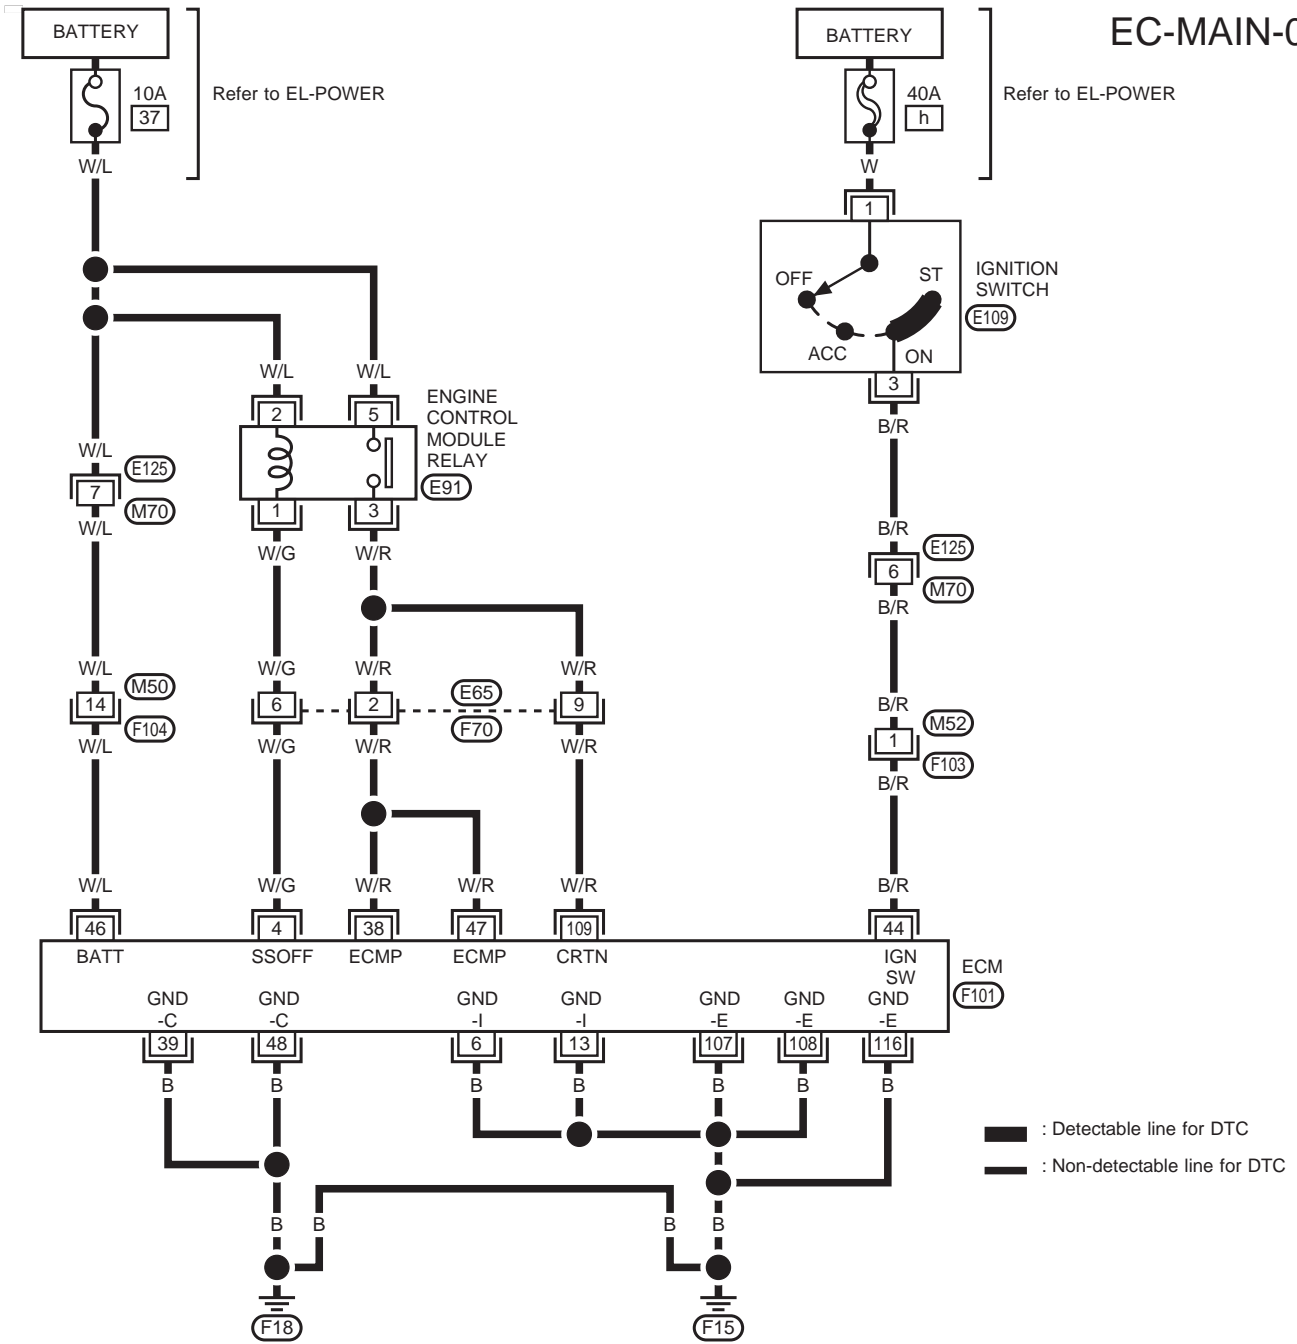 BATTERY
BATTERY
EC-MAIN-0
10A
37
Refer to EL-POWER
40A
h
Refer to EL-POWER
W/L
W
1
OFF
ST
IGNITION
SWITCH
E109
ACC
ON
3
W/L
W/L
B/R
2
5
ENGINE
CONTROL
MODULE
RELAY
E91
W/L
E125
7
M70
W/L
1
3
W/G
W/R
B/R
E125
6
M70
B/R
W/L
W/G
W/R
W/R
M50
14
F104
6
2
E65
F70
9
W/L
W/G
W/R
W/R
B/R
M52
1
F103
B/R
W/L
W/G
W/R
W/R
W/R
B/R
46
4
38
47
109
44
BATT
SSOFF
ECMP
ECMP
CRTN
IGN
SW
ECM
F101
GND
-C
GND
-C
GND
-I
GND
-I
GND
-E
GND
-E
GND
-E
39
48
6
13
107
108
116
B
B
B
B
B
B
B
: Detectable line for DTC
: Non-detectable line for DTC
B
B
B
B
F18
F15